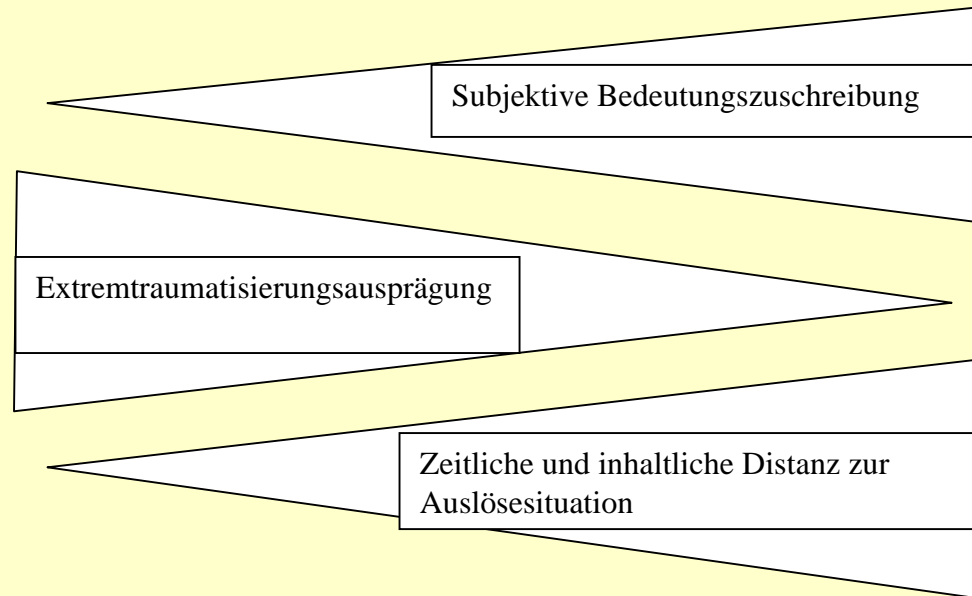 Subjektive Bedeutungszuschreibung
Extremtraumatisierungsausprägung
Zeitliche und inhaltliche Distanz zur
Auslösesituation